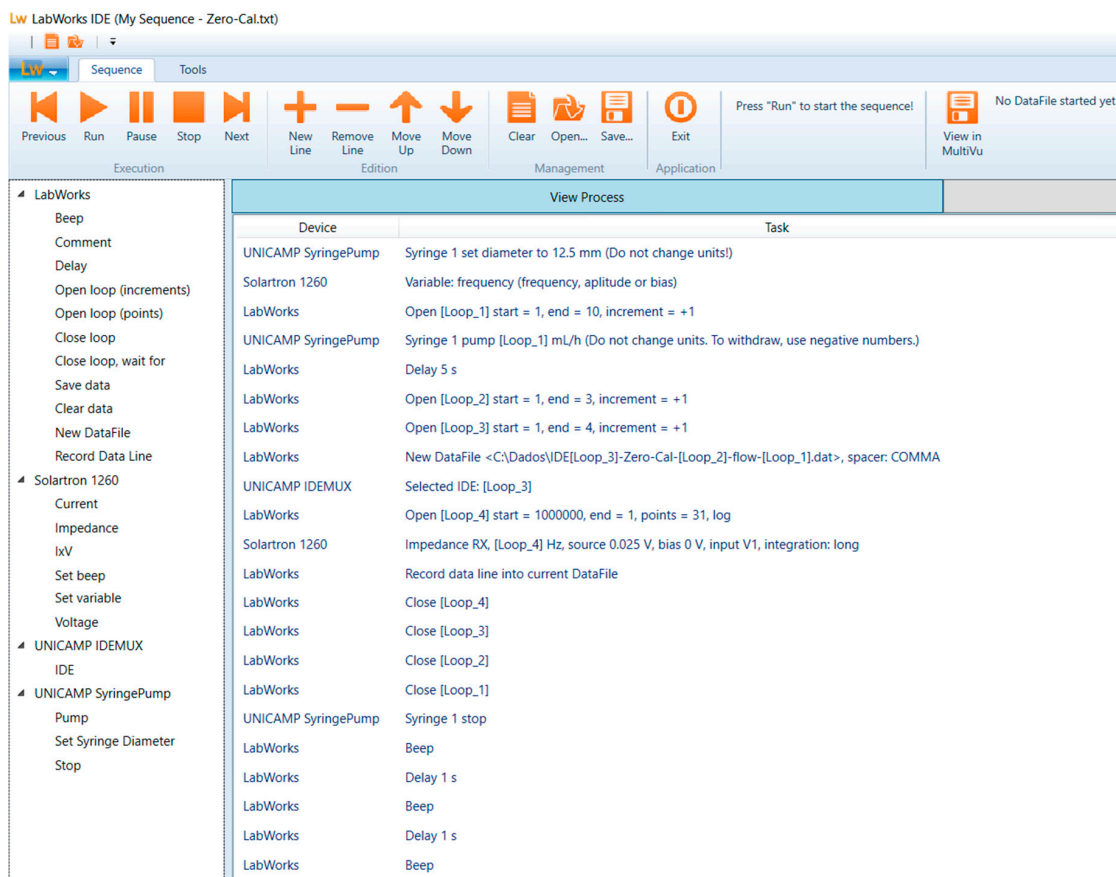 Lw LabWorks IDE (My Sequence - Zero-Cal.txt)
Lw Sequence Tools
Previous Run Pause Stop Next New Line Remove Line Move Up Move Down Clear Open... Save... Exit Press "Run" to start the sequence! View in MultiVu No DataFile started yet
Execution Edition Management Application
LabWorks
Beep
Comment
Delay
Open loop (increments)
Open loop (points)
Close loop
Close loop, wait for
Save data
Clear data
New DataFile
Record Data Line
Solartron 1260
Current
Impedance
IxV
Set beep
Set variable
Voltage
UNICAMP IDEMUX
IDE
UNICAMP SyringePump
Pump
Set Syringe Diameter
Stop
View Process
Device Task
UNICAMP SyringePump Syringe 1 set diameter to 12.5 mm (Do not change units!)
Solartron 1260 Variable: frequency (frequency, aplitude or bias)
LabWorks Open [Loop_1] start = 1, end = 10, increment = +1
UNICAMP SyringePump Syringe 1 pump [Loop_1] mL/h (Do not change units. To withdraw, use negative numbers.)
LabWorks Delay 5 s
LabWorks Open [Loop_2] start = 1, end = 3, increment = +1
LabWorks Open [Loop_3] start = 1, end = 4, increment = +1
LabWorks New DataFile <C:\Dados\IDE[Loop_3]-Zero-Cal-[Loop_2]-flow-[Loop_1].dat>, spacer: COMMA
UNICAMP IDEMUX Selected IDE: [Loop_3]
LabWorks Open [Loop_4] start = 1000000, end = 1, points = 31, log
Solartron 1260 Impedance RX, [Loop_4] Hz, source 0.025 V, bias 0 V, input V1, integration: long
LabWorks Record data line into current DataFile
LabWorks Close [Loop_4]
LabWorks Close [Loop_3]
LabWorks Close [Loop_2]
LabWorks Close [Loop_1]
UNICAMP SyringePump Syringe 1 stop
LabWorks Beep
LabWorks Delay 1 s
LabWorks Beep
LabWorks Delay 1 s
LabWorks Beep